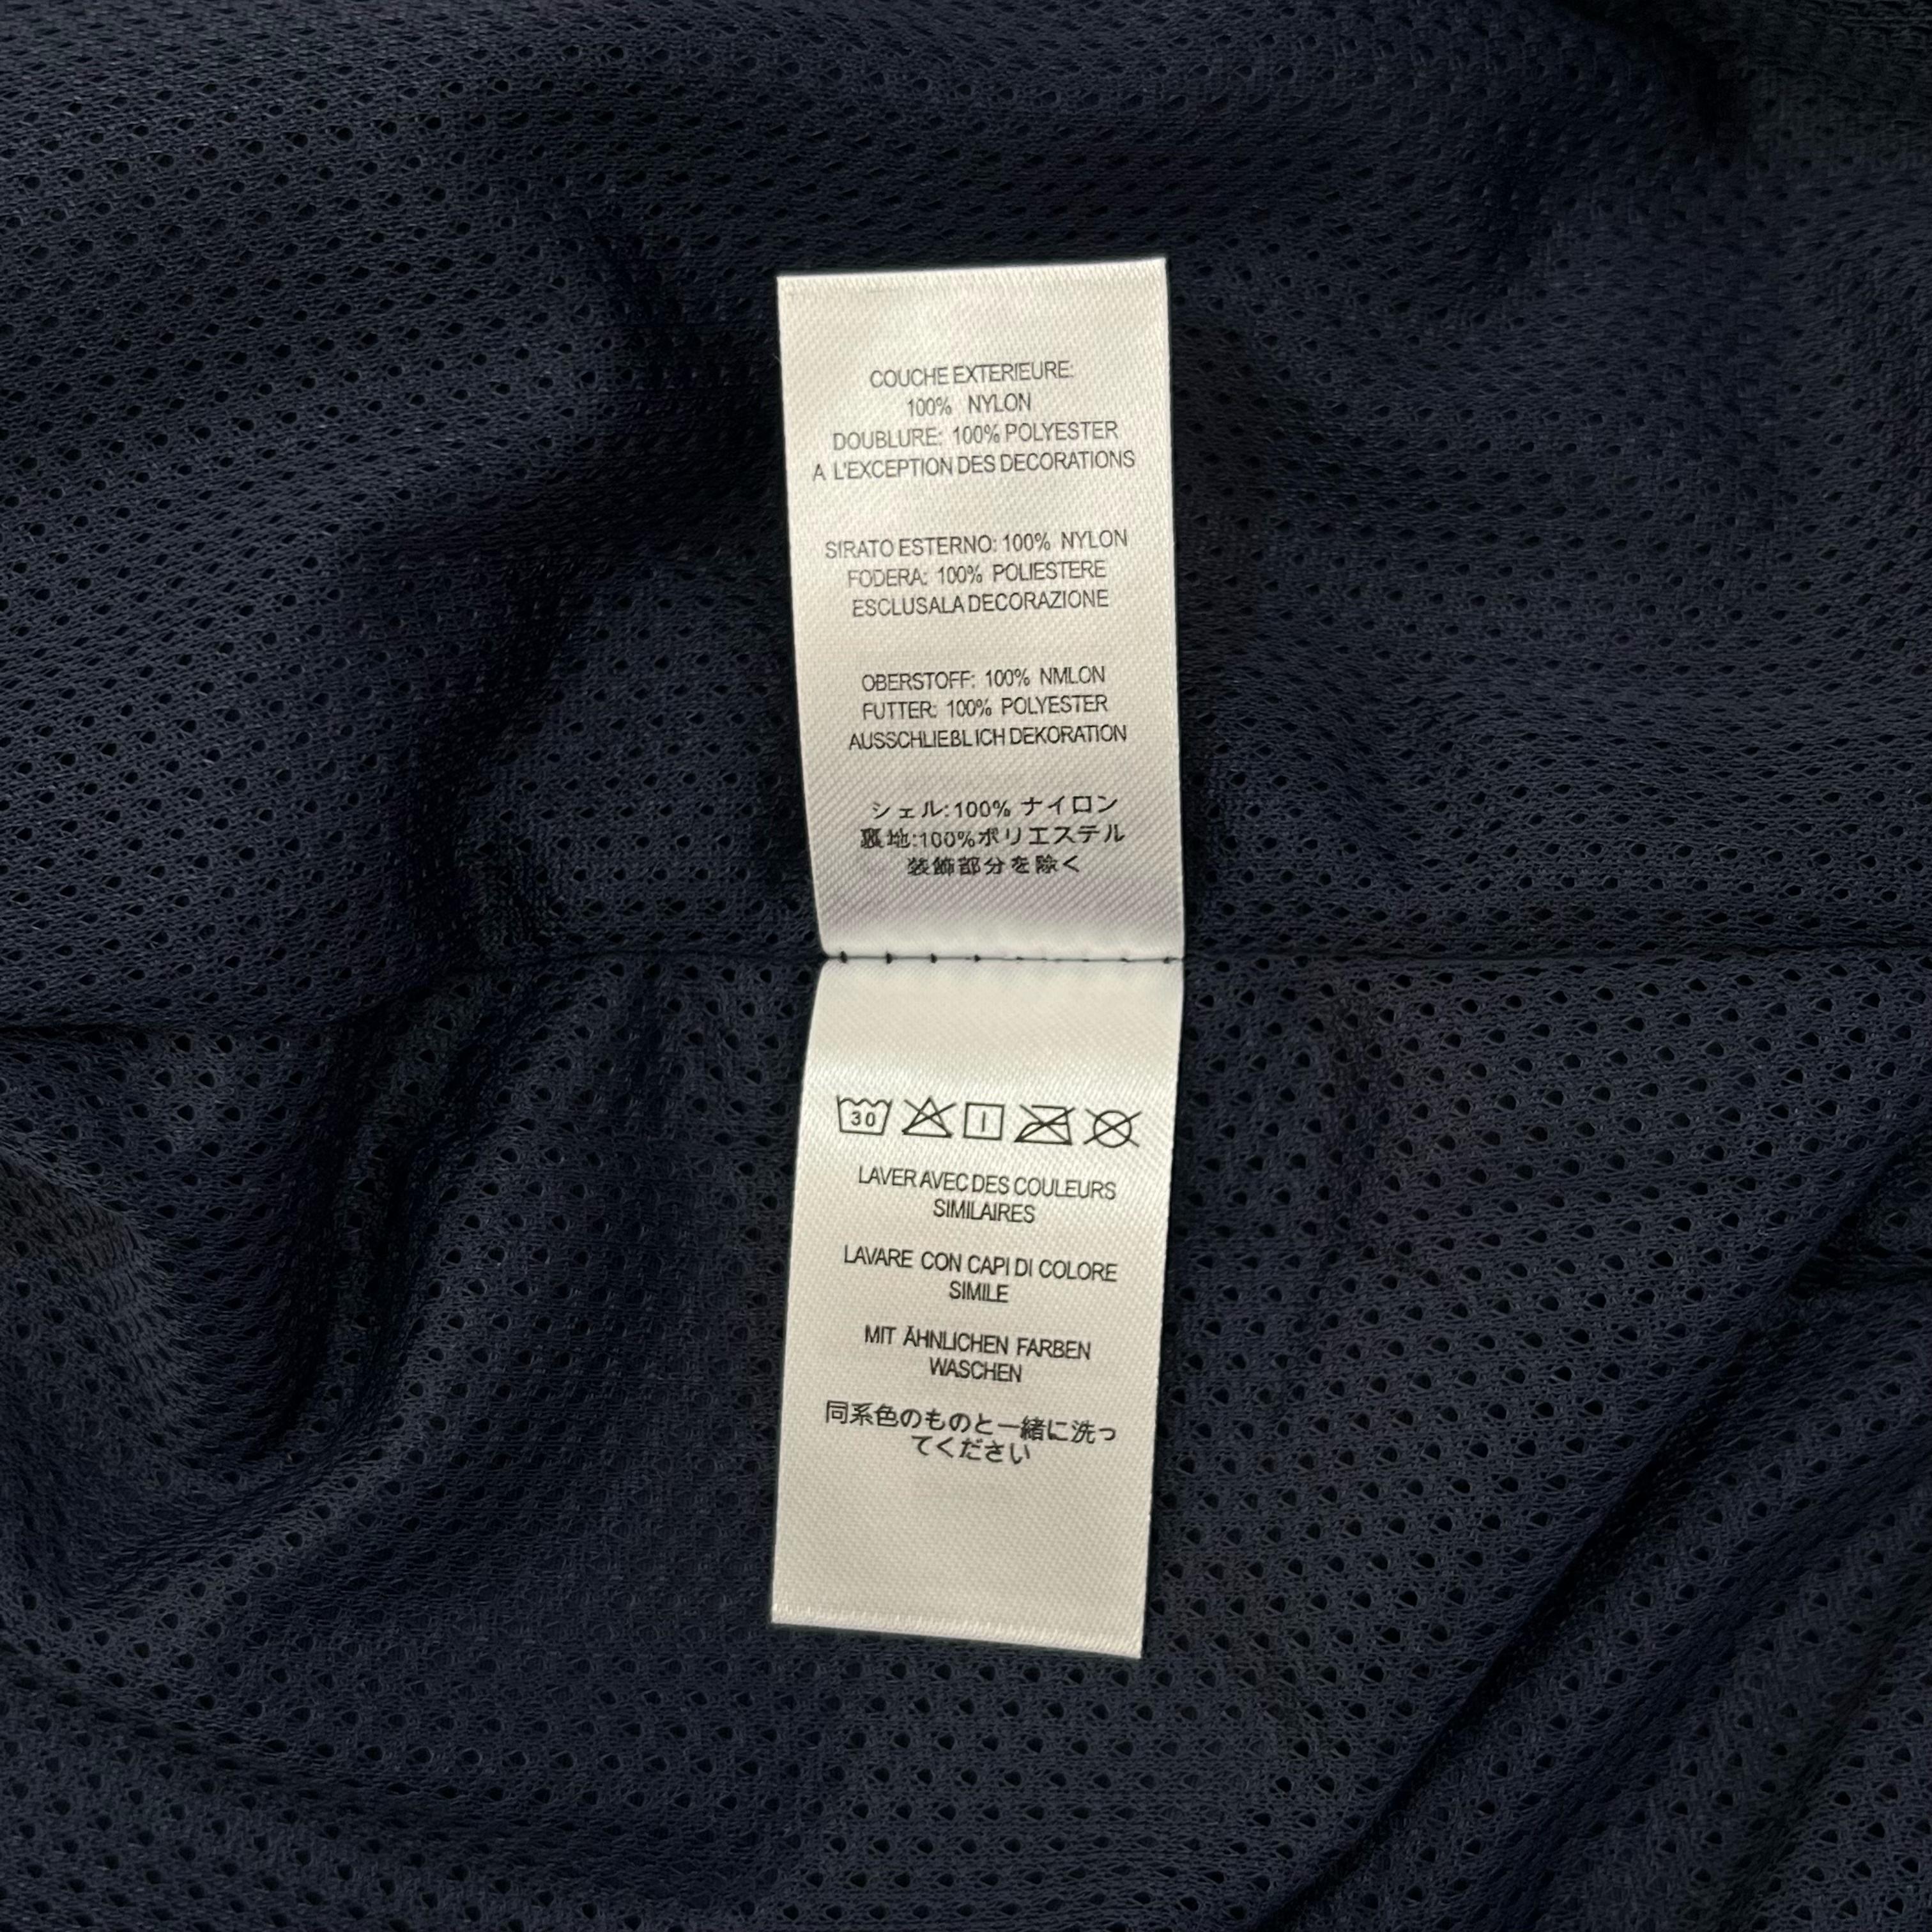 COUCHE EXTERIEURE:
100% NYLON
DOUBLURE: 100% POLYESTER
A L'EXCEPTION DES DECORATIONS
SIRATO ESTERNO: 100% NYLON
FODERA: 100% POLIESTERE
ESCLUSALA DECORAZIONE
OBERSTOFF: 100% NMLON
FUTTER: 100% POLYESTER
AUSSCHLIEßLICH DEKORATION
シェル:100% ナイロン
裏地:100%ポリエステル
装飾部分を除く
30
LAVER AVEC DES COULEURS
SIMILAIRES
LAVARE CON CAPI DI COLORE
SIMILE
MIT ÄHNLICHEN FARBEN
WASCHEN
同系色のものと一緒に洗っ
てください